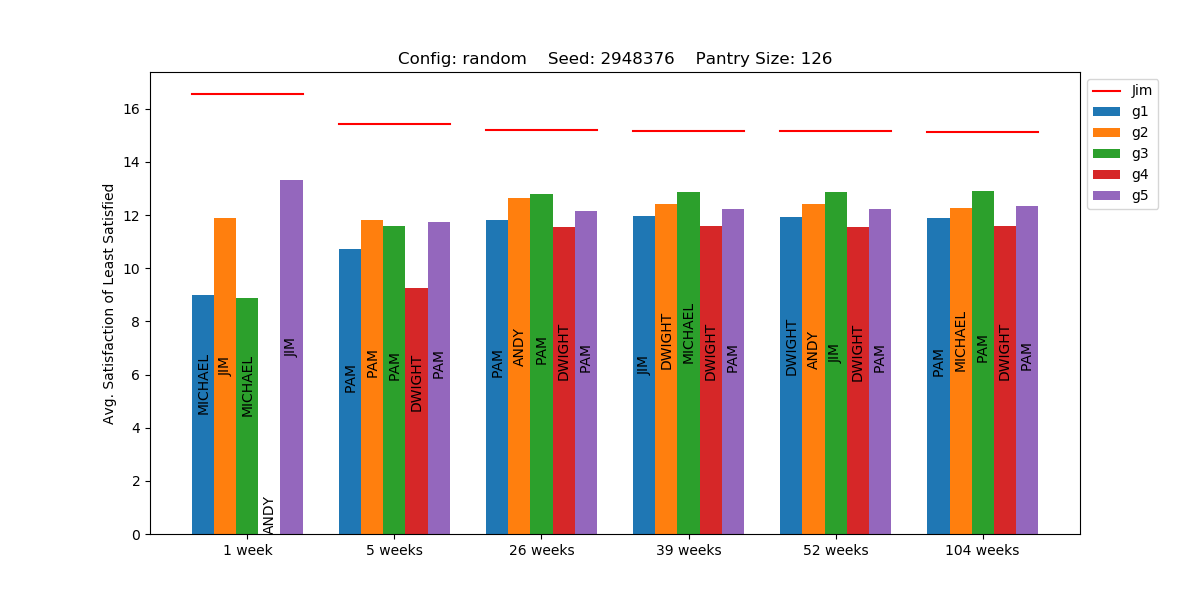 Config: random    Seed: 2948376    Pantry Size: 126
Avg. Satisfaction of Least Satisfied
16
14
12
10
8
6
4
2
0
MICHAEL
JIM
MICHAEL
ANDY
JIM
PAM
PAM
PAM
DWIGHT
PAM
PAM
ANDY
PAM
DWIGHT
PAM
JIM
DWIGHT
MICHAEL
DWIGHT
PAM
DWIGHT
ANDY
JIM
DWIGHT
PAM
PAM
MICHAEL
PAM
DWIGHT
PAM
1 week
5 weeks
26 weeks
39 weeks
52 weeks
104 weeks
Jim
g1
g2
g3
g4
g5